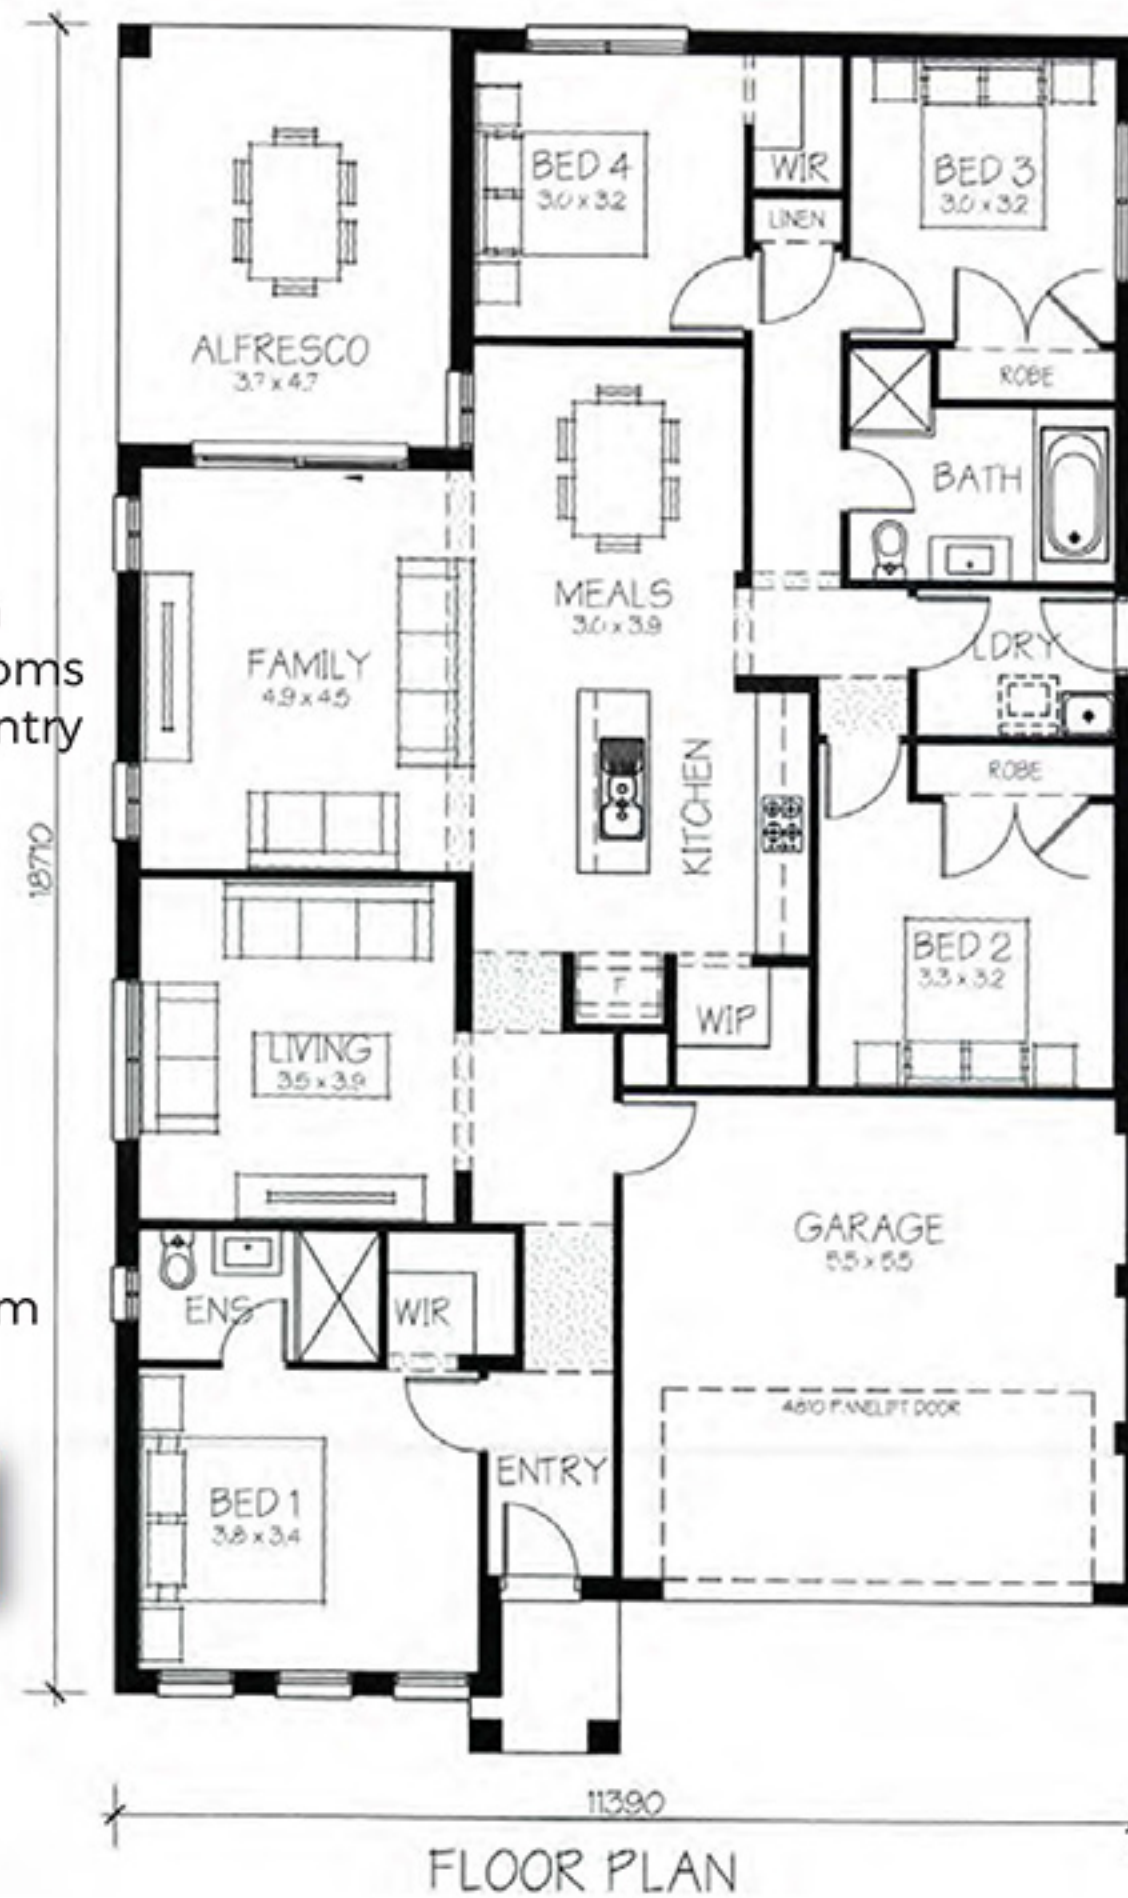 BED 4
3.0 x 3.2
WIR
BED 3
3.0 x 3.2
LINEN
ALFRESCO
3.7 x 4.7
ROBE
BATH
MEALS
3.0 x 3.9
FAMILY
4.9 x 4.5
LDRY
oms
ntry
KITCHEN
ROBE
18710
BED 2
3.3 x 3.2
F
WIP
LIVING
3.5 x 3.9
GARAGE
5.5 x 5.5
ENS
WIR
m
4810 PANELIFT DOOR
ENTRY
BED 1
3.8 x 3.4
11390
FLOOR PLAN